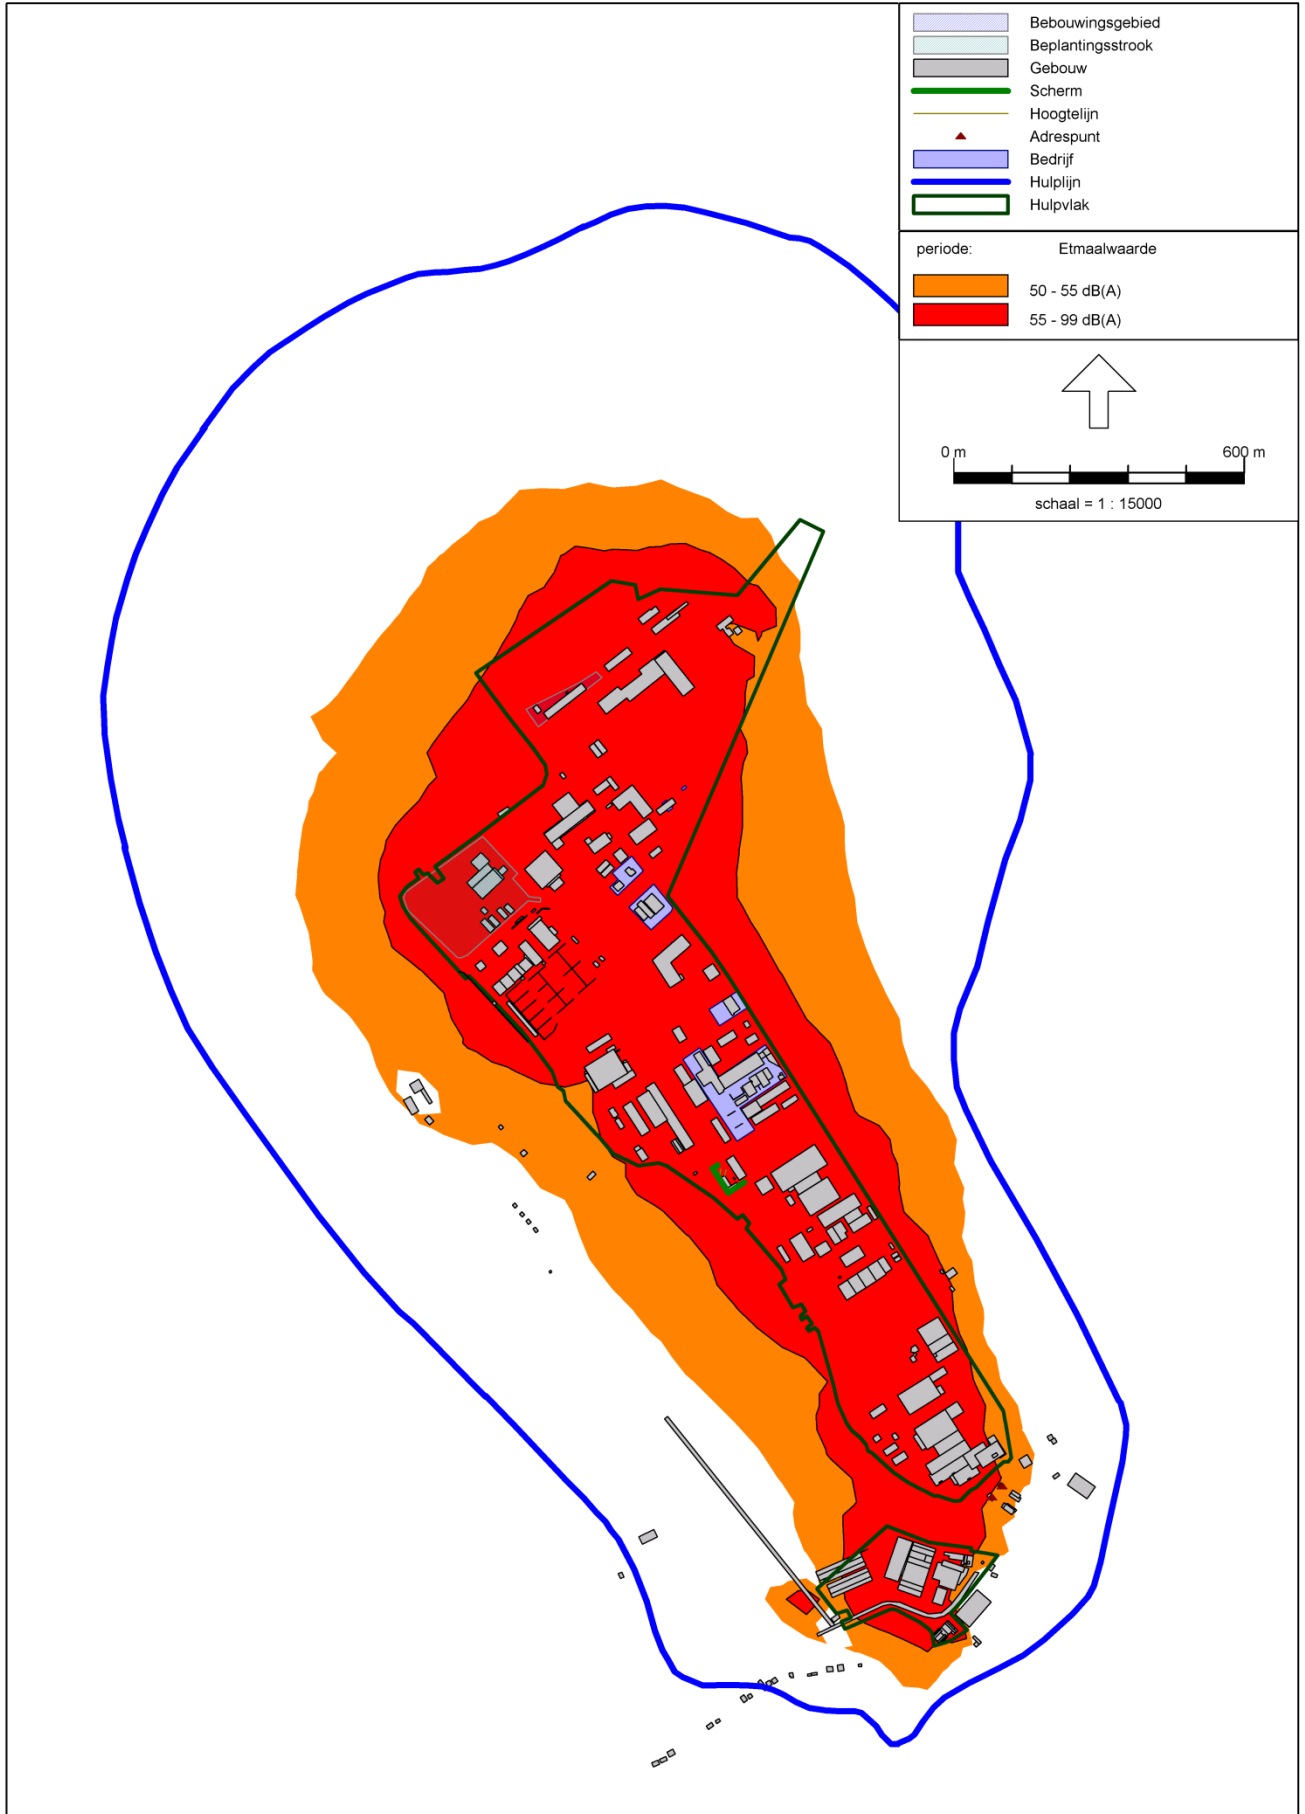 Bebouwingsgebied
Beplantingsstrook
Gebouw
Scherm
Hoogtelijn
Adrespunt
Bedrijf
Hulplijn
Hulpvlak
periode: Etmaalwaarde
50 - 55 dB(A)
55 - 99 dB(A)
0 m 600 m
schaal = 1 : 15000